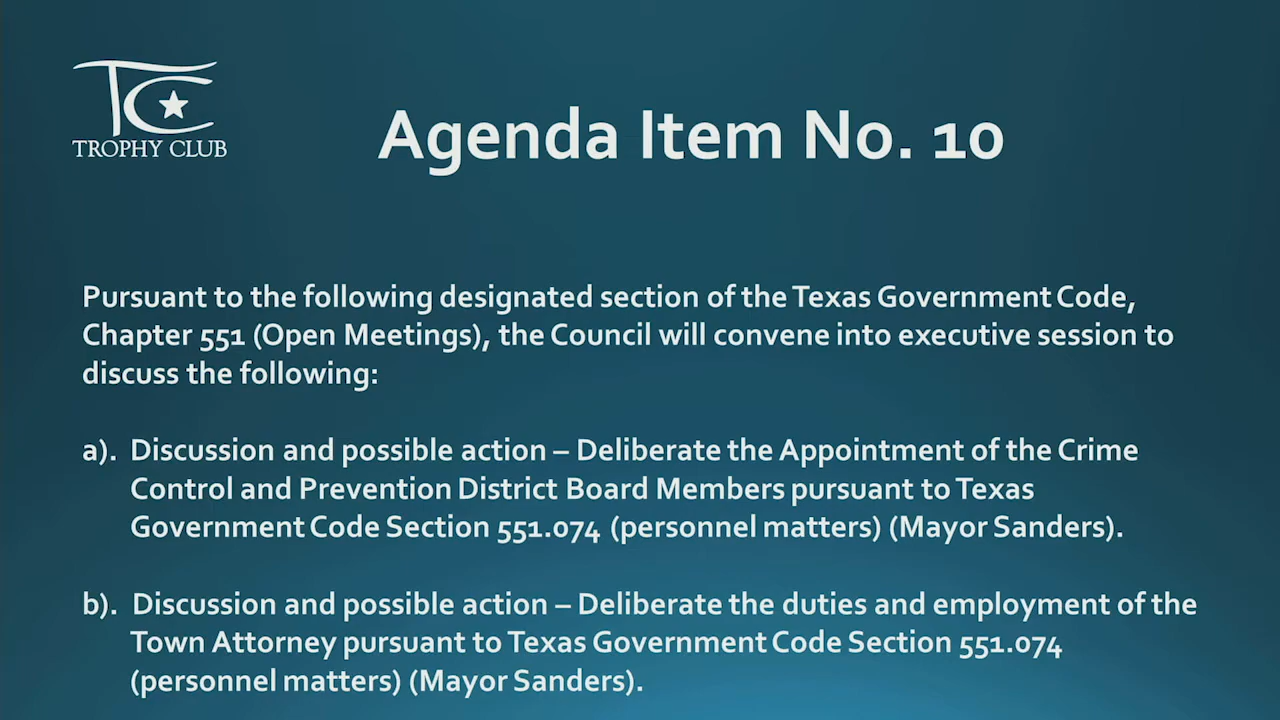 TC
TROPHY CLUB
Agenda Item No. 10
Pursuant to the following designated section of the Texas Government Code,
Chapter 551 (Open Meetings), the Council will convene into executive session to
discuss the following:
a). Discussion and possible action – Deliberate the Appointment of the Crime
Control and Prevention District Board Members pursuant to Texas
Government Code Section 551.074 (personnel matters) (Mayor Sanders).
b). Discussion and possible action – Deliberate the duties and employment of the
Town Attorney pursuant to Texas Government Code Section 551.074
(personnel matters) (Mayor Sanders).